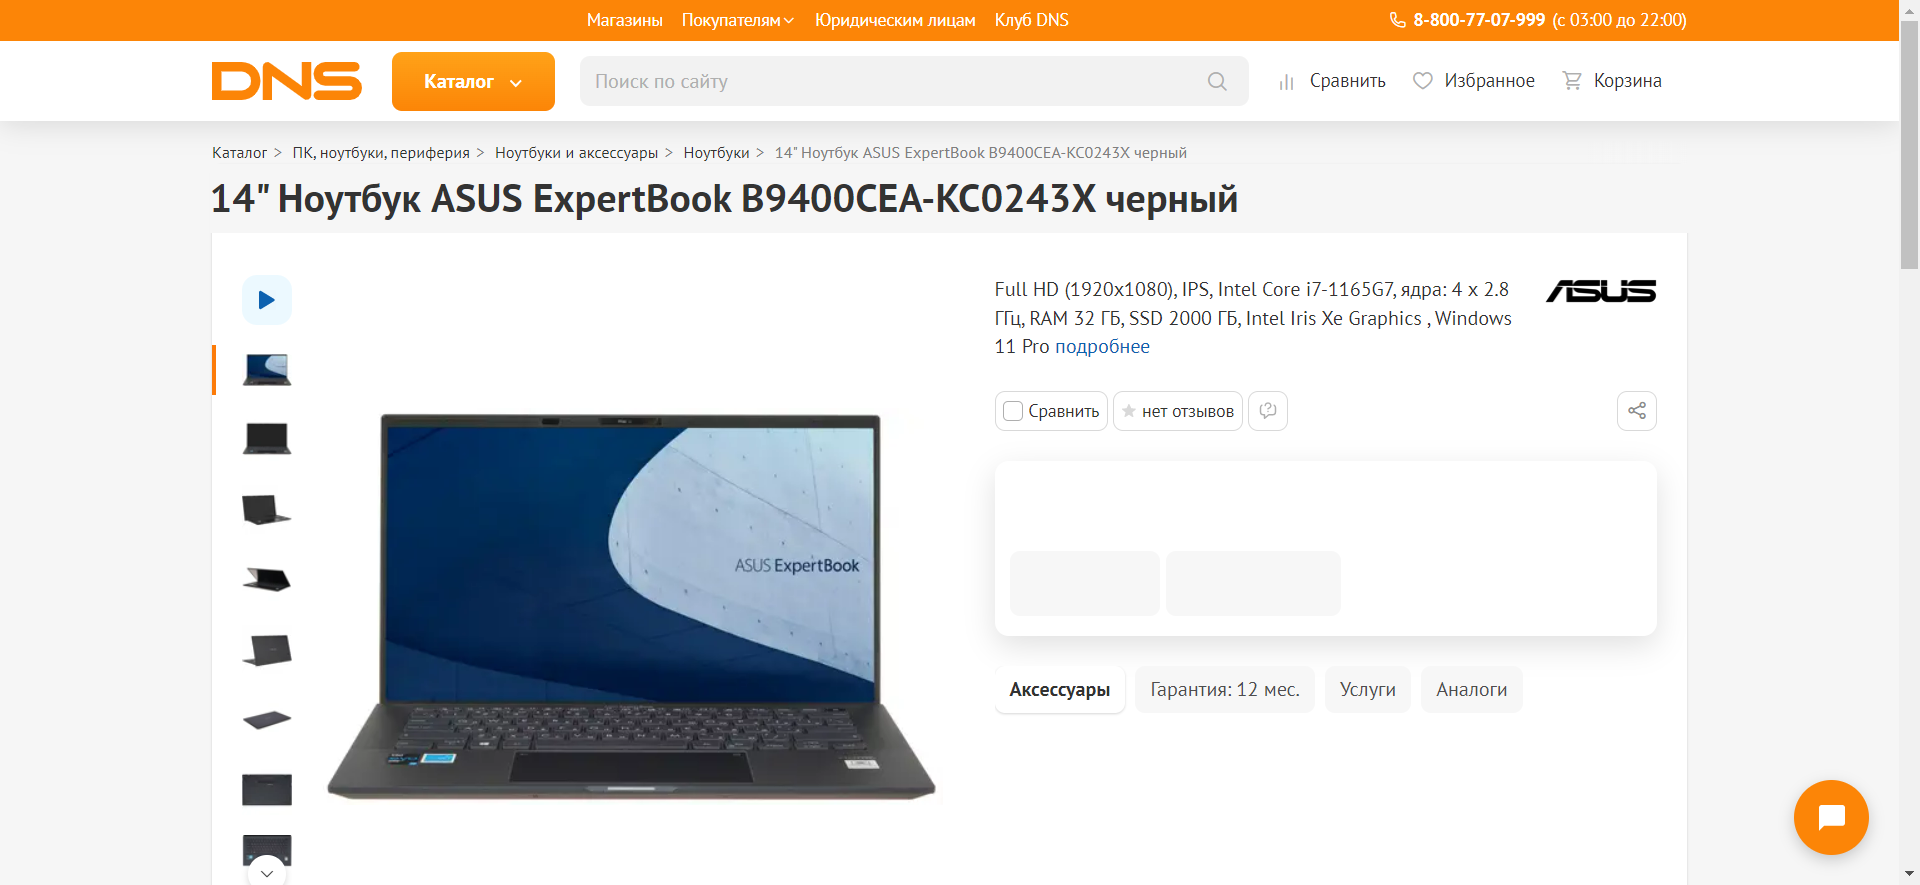 Магазины Покупателям Юридическим лицам Клуб DNS 8-800-77-07-999 (с 03:00 до 22:00)
DNS Каталог Поиск по сайту Сравнить Избранное Корзина
Каталог > ПК, ноутбуки, периферия > Ноутбуки и аксессуары > Ноутбуки > 14" Ноутбук ASUS ExpertBook B9400CEA-KC0243X черный
14" Ноутбук ASUS ExpertBook B9400CEA-KC0243X черный
Full HD (1920x1080), IPS, Intel Core i7-1165G7, ядра: 4 х 2.8
ГГц, RAM 32 ГБ, SSD 2000 ГБ, Intel Iris Xe Graphics , Windows
11 Pro подробнее
ASUS
Сравнить нет отзывов
ASUS ExpertBook
Аксессуары Гарантия: 12 мес. Услуги Аналоги